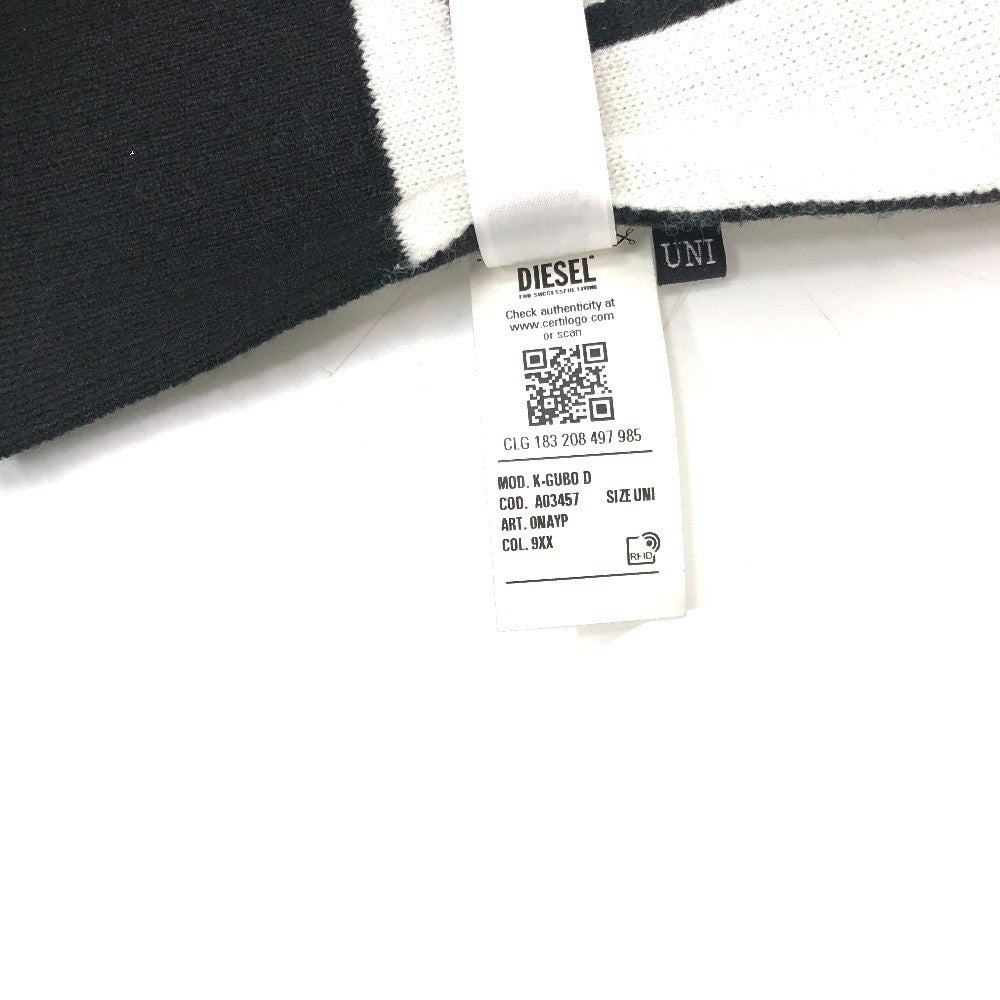 UNI
DIESEL
FOR SUCCESSFUL LIVING
Check authenticity at
www.certilogo.com
or scan
CLG 183 208 497 985
MOD. K-GUBO D
COD. A03457 SIZE UNI
ART. 0NAYP
COL. 9XX
RFID